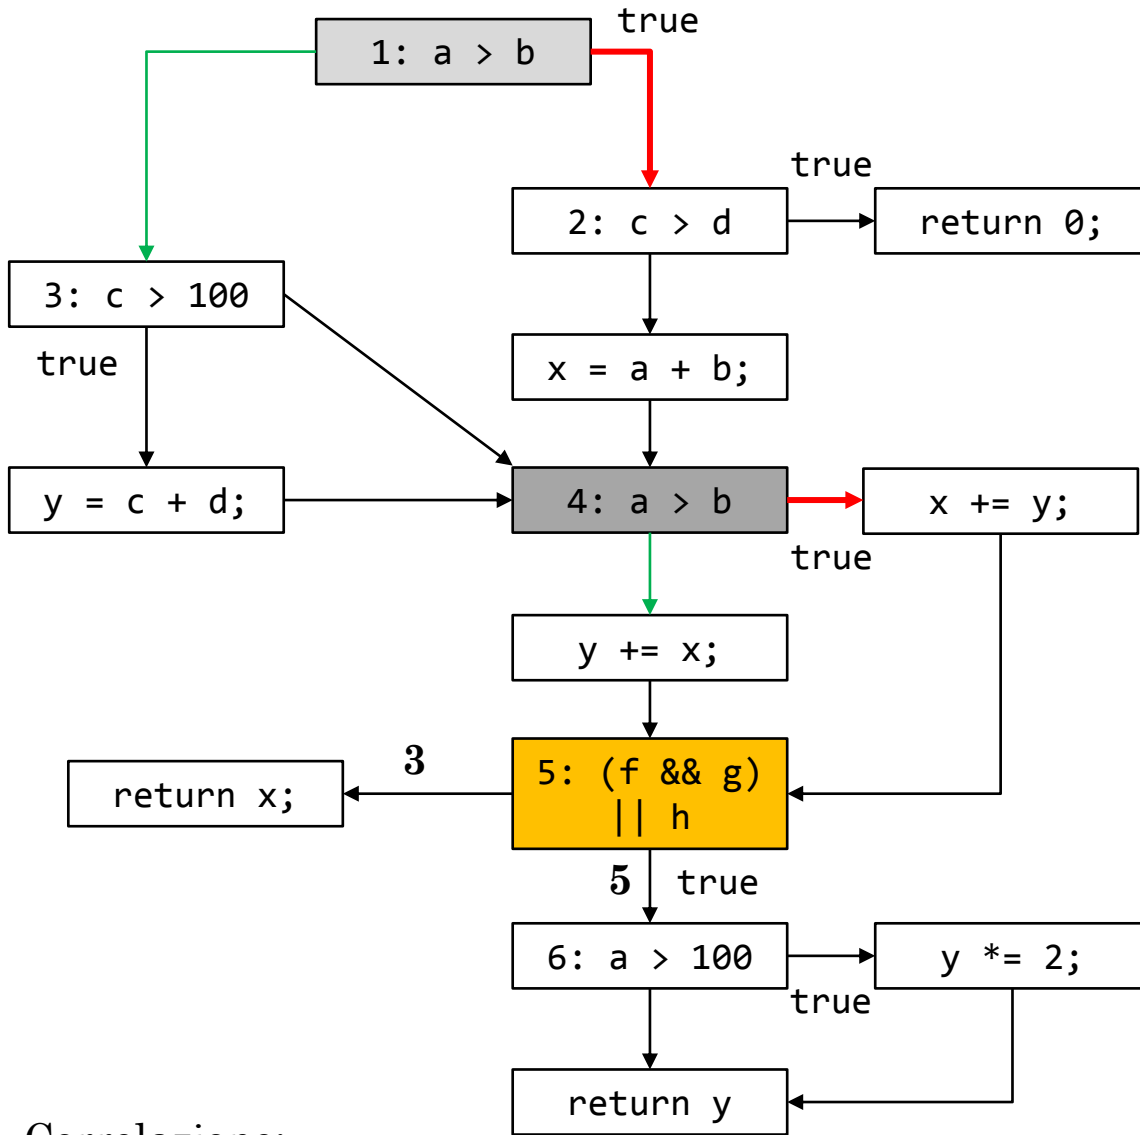 true
1: a > b
true
2: c > d
return 0;
3: c > 100
true
x = a + b;
y = c + d;
4: a > b
x += y;
true
y += x;
3
5: (f && g)
|| h
return x;
5
true
6: a > 100
y *= 2;
true
return y
Correlazione: